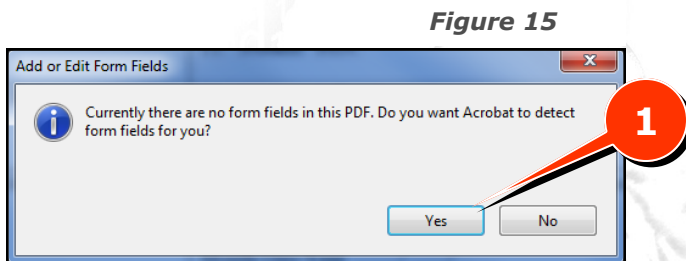 Figure 15
Add or Edit Form Fields
x
Currently there are no form fields in this PDF. Do you want Acrobat to detect
form fields for you?
1
Yes No